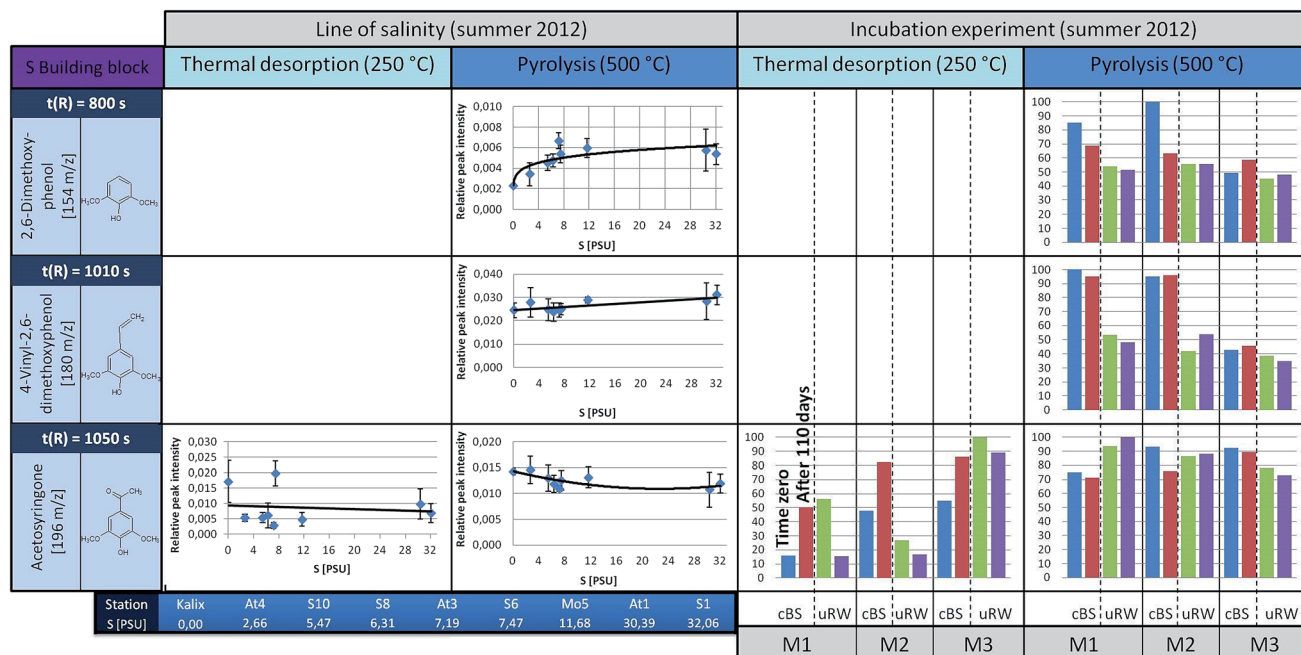 Line of salinity (summer 2012)
Incubation experiment (summer 2012)
S Building block
Thermal desorption (250 °C)
Pyrolysis (500 °C)
Thermal desorption (250 °C)
Pyrolysis (500 °C)
t(R) = 800 s
2,6-Dimethoxy-
phenol
[154 m/z]
H₃CO
OCH₃
HO
Relative peak intensity
0,010
0,008
0,006
0,004
0,002
0,000
0 4 8 12 16 20 24 28 32
S [PSU]
100
90
80
70
60
50
40
30
20
10
0
t(R) = 1010 s
4-Vinyl-2,6-
dimethoxyphenol
[180 m/z]
CH₂
H₃CO
OCH₃
HO
Relative peak intensity
0,040
0,030
0,020
0,010
0,000
0 4 8 12 16 20 24 28 32
S [PSU]
100
90
80
70
60
50
40
30
20
10
0
t(R) = 1050 s
Acetosyringone
[196 m/z]
O
CH₃
H₃CO
OCH₃
OH
Relative peak intensity
0,030
0,025
0,020
0,015
0,010
0,005
0,000
0 4 8 12 16 20 24 28 32
S [PSU]
Relative peak intensity
0,020
0,015
0,010
0,005
0,000
0 4 8 12 16 20 24 28 32
S [PSU]
100
90
80
70
60
50
40
30
20
10
0
Time zero
After 110 days
100
90
80
70
60
50
40
30
20
10
0
Station Kalix At4 S10 S8 At3 S6 Mo5 At1 S1
S [PSU] 0,00 2,66 5,47 6,31 7,19 7,47 11,68 30,39 32,06
cBS uRW cBS uRW cBS uRW cBS uRW cBS uRW cBS uRW
M1 M2 M3 M1 M2 M3